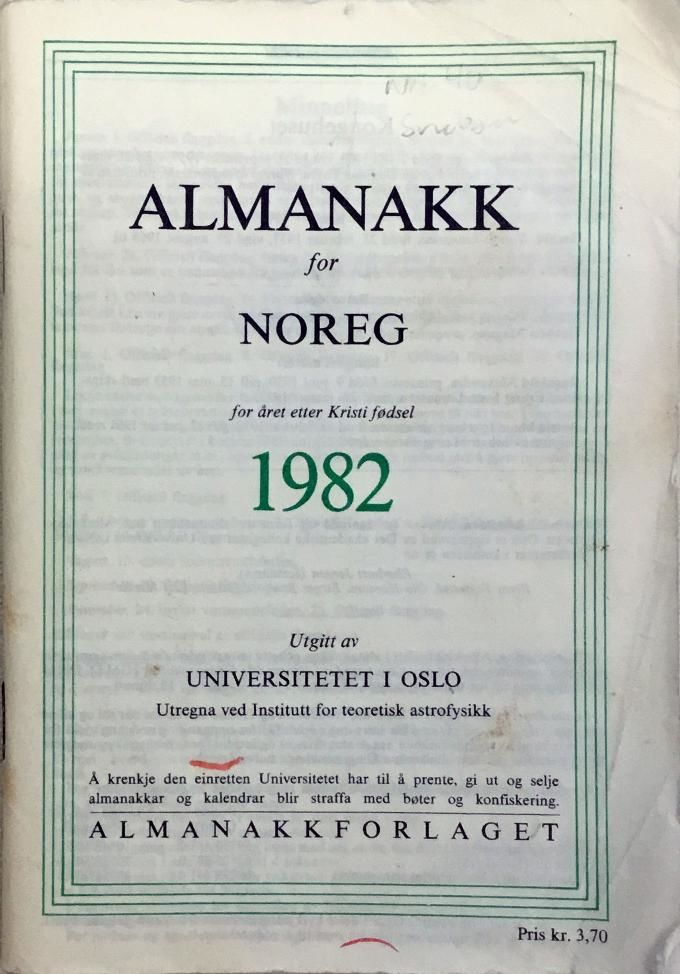 ALMANAKK
for
NOREG
for året etter Kristi fødsel
1982
Utgitt av
UNIVERSITETET I OSLO
Utregna ved Institutt for teoretisk astrofysikk
Å krenkje den einretten Universitetet har til å prente, gi ut og selje
almanakkar og kalendrar blir straffa med bøter og konfiskering.
ALMANAKKFORLAGET
Pris kr. 3,70